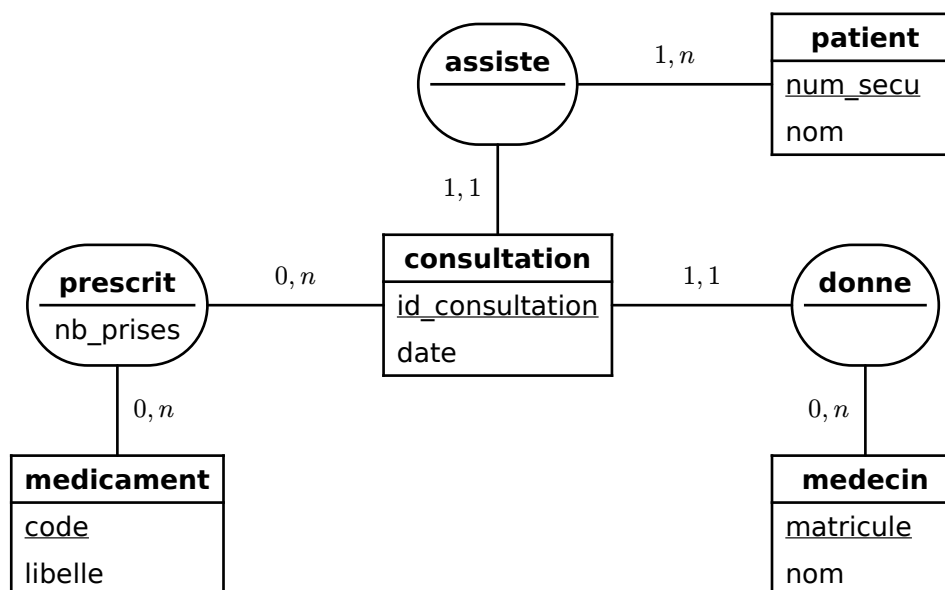 assiste
1, n
patient
num_secu
nom
1, 1
prescrit
nb_prises
0, n
consultation
id_consultation
date
1, 1
donne
0, n
0, n
medicament
code
libelle
medecin
matricule
nom